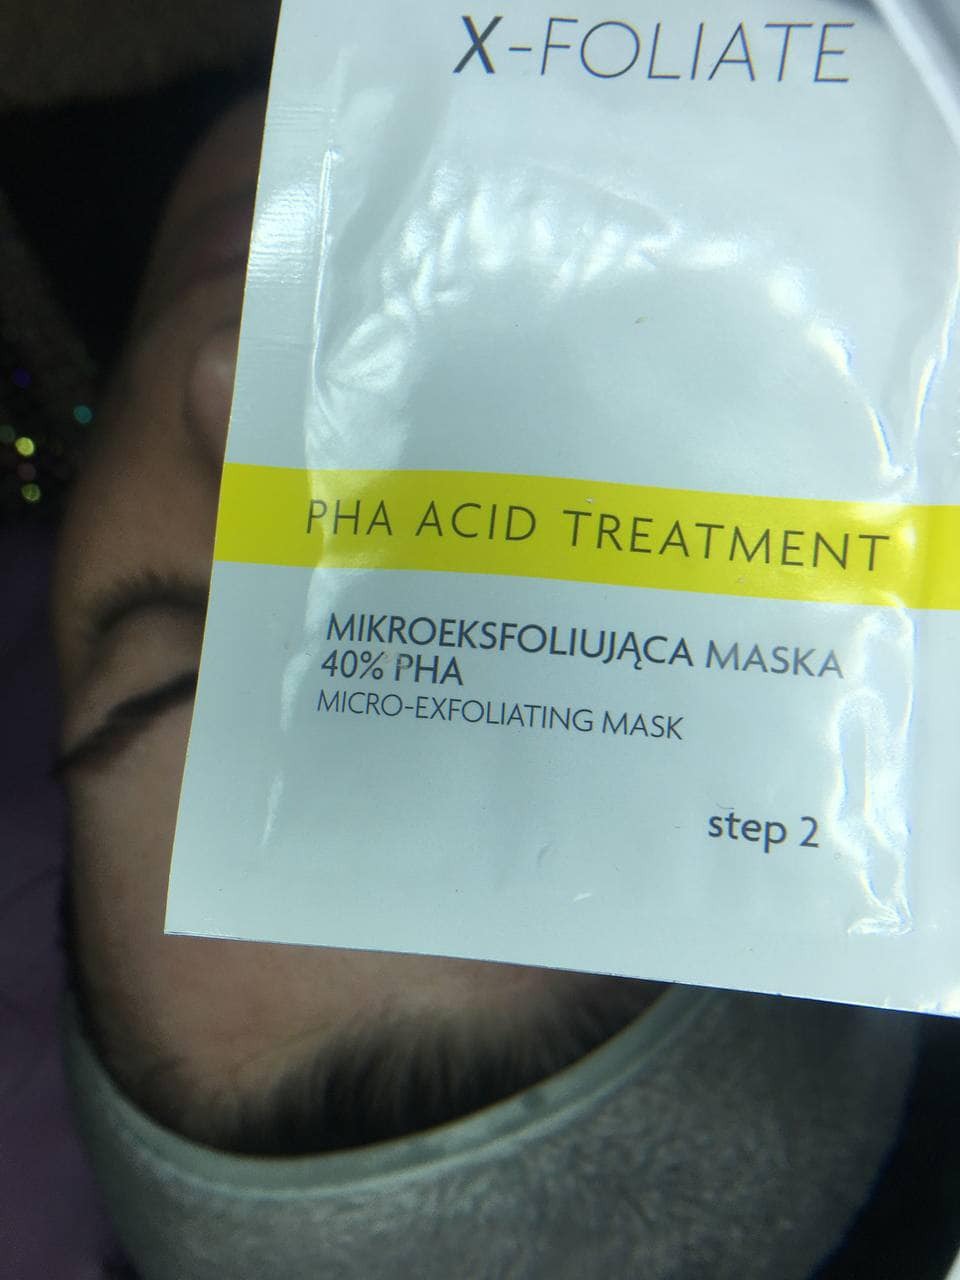 X-FOLIATE
PHA ACID TREATMENT
MIKROEKSFOLIUJĄCA MASKA
40% PHA
MICRO-EXFOLIATING MASK
step 2